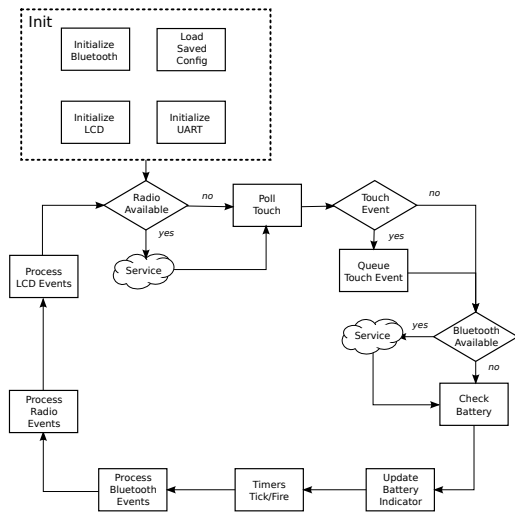 Init
Initialize
Bluetooth
Load
Saved
Config
Initialize
LCD
Initialize
UART
Radio
Available
no
yes
Service
Poll
Touch
Touch
Event
no
yes
Queue
Touch Event
Bluetooth
Available
yes
no
Service
Check
Battery
Update
Battery
Indicator
Timers
Tick/Fire
Process
Bluetooth
Events
Process
Radio
Events
Process
LCD Events